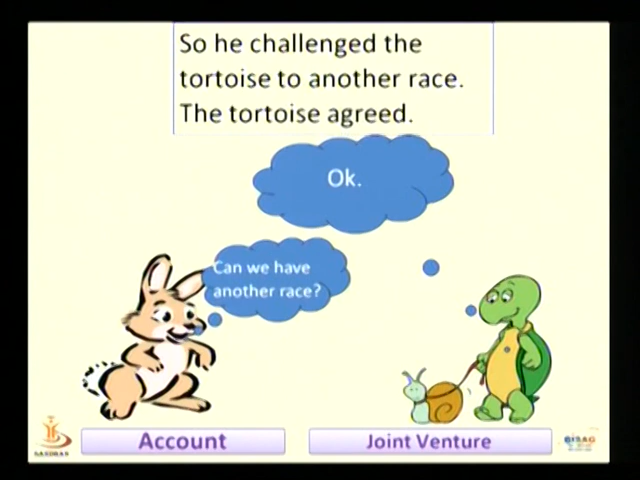 So he challenged the
tortoise to another race.
The tortoise agreed.
Ok.
Can we have
another race?
Account
Joint Venture